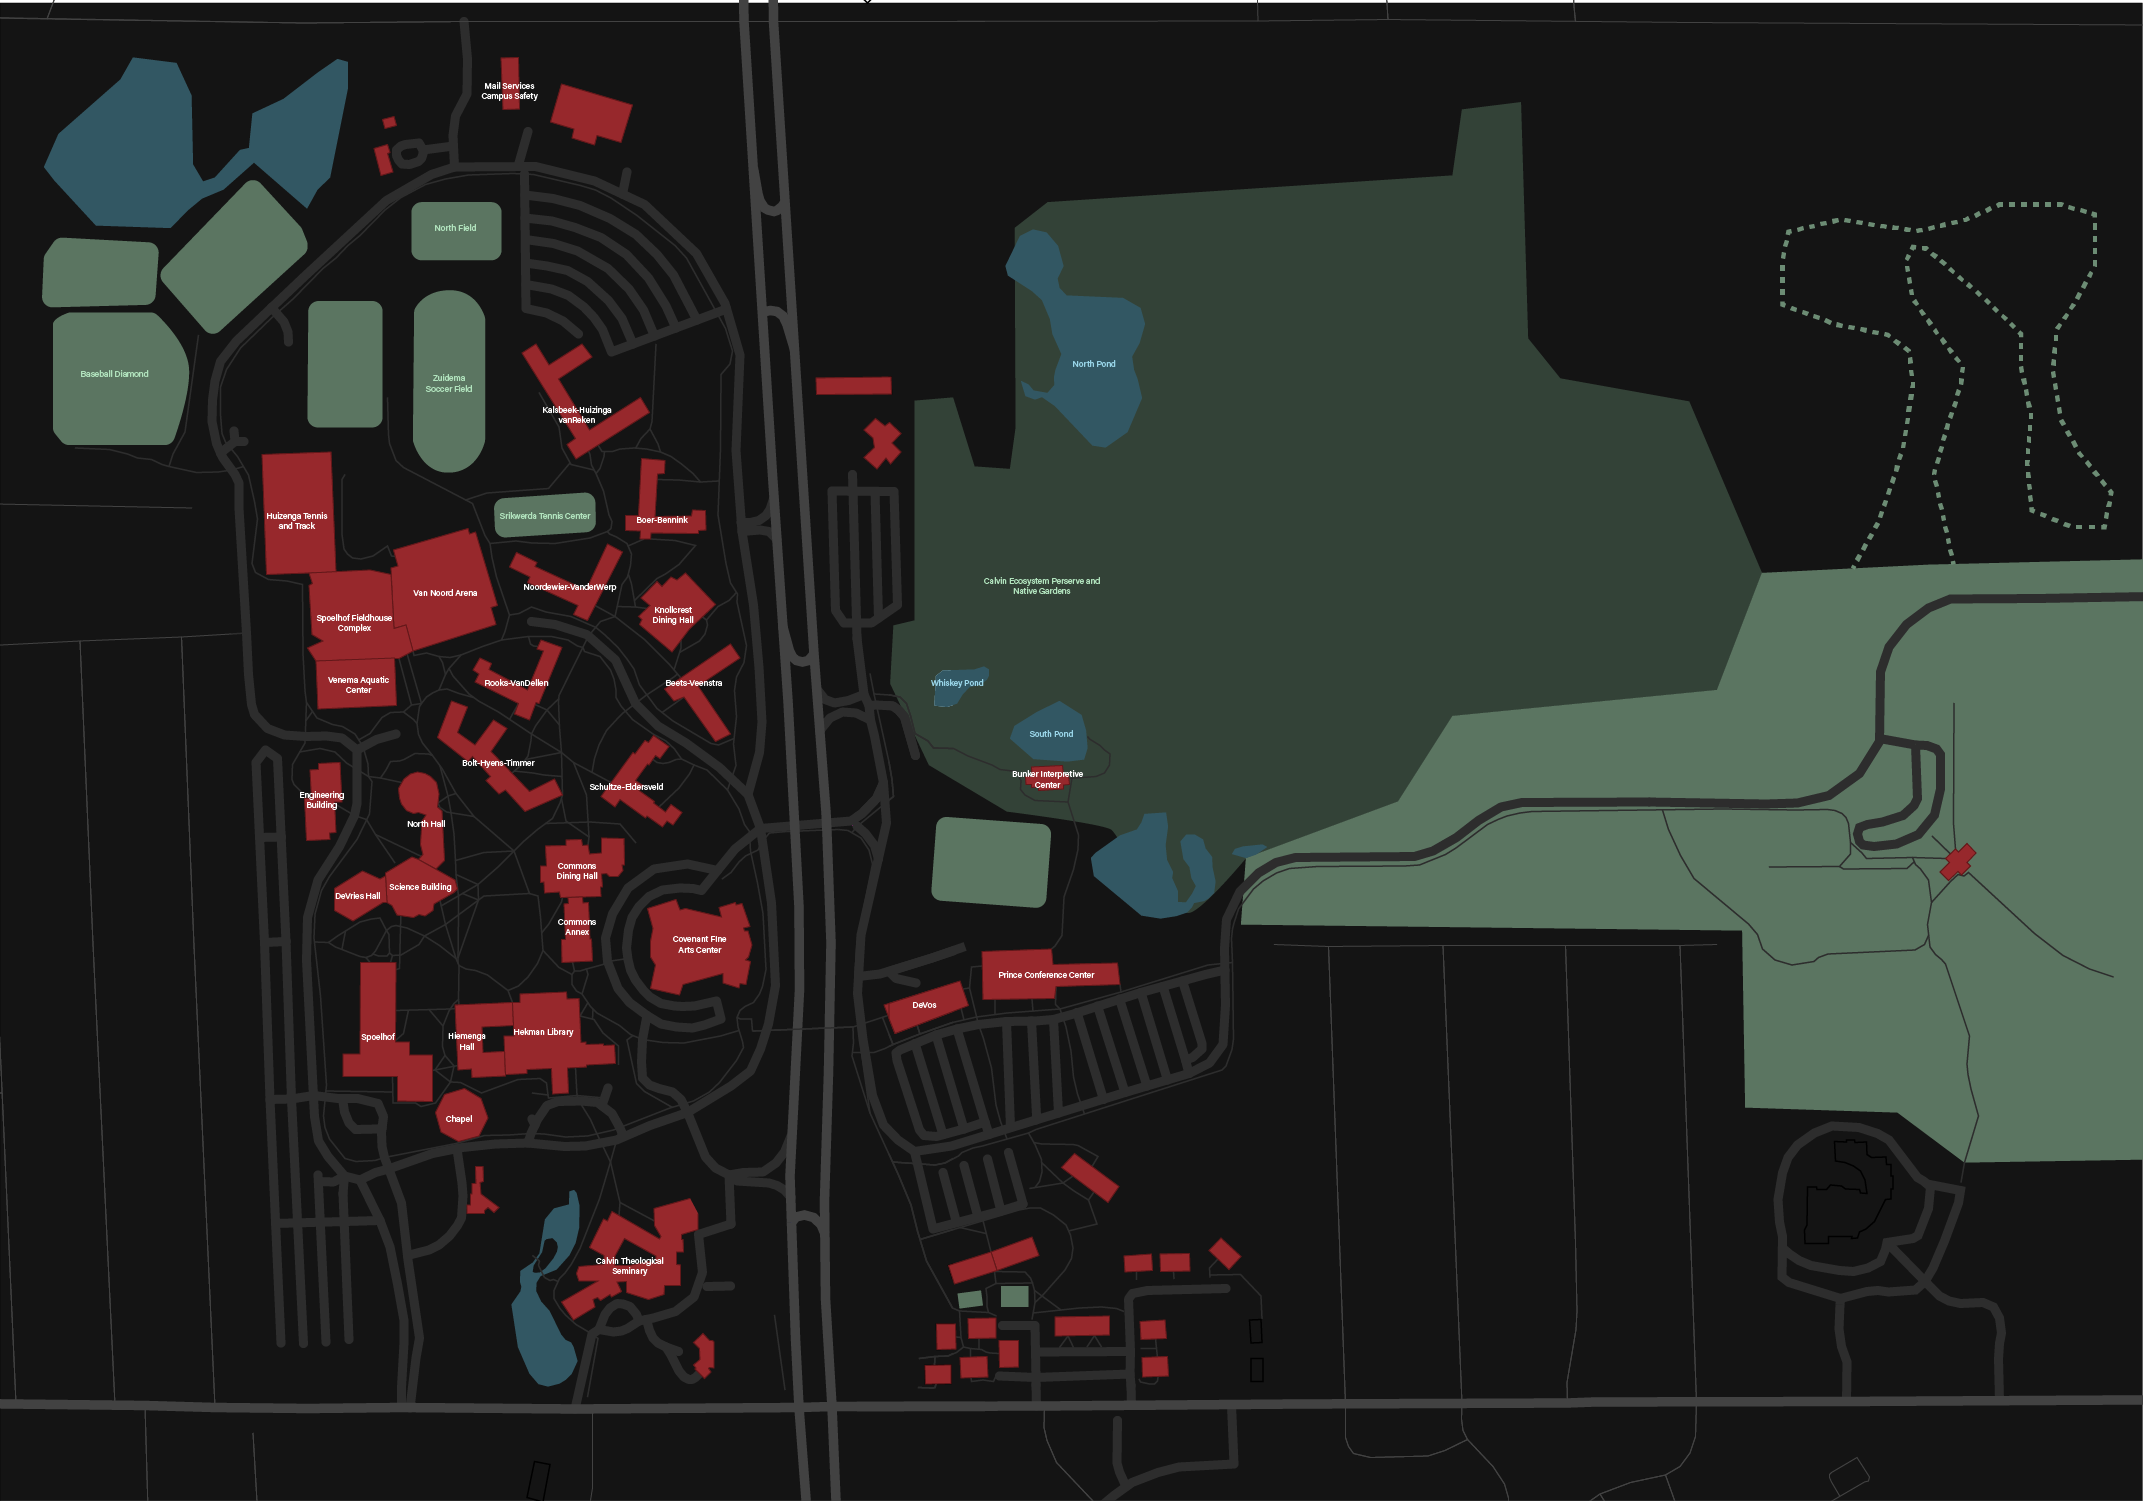 Mail Services
Campus Safety
North Field
Baseball Diamond
Zuidema
Soccer Field
Kalsbeek-Huizinga
vanReken
North Pond
Huizenga Tennis
and Track
Srikwerda Tennis Center
Boer-Bennink
Van Noord Arena
Noordewier-VanderWerp
Calvin Ecosystem Perserve and
Native Gardens
Spoelhof Fieldhouse
Complex
Knollcrest
Dining Hall
Venema Aquatic
Center
Rooks-VanDellen
Beets-Veenstra
Whiskey Pond
South Pond
Bolt-Hyens-Timmer
Schultze-Eldersveld
Bunker Interpretive
Center
Engineering
Building
North Hall
Commons
Dining Hall
DeVries Hall
Science Building
Commons
Annex
Covenant Fine
Arts Center
Prince Conference Center
DeVos
Spoelhof
Hiemenga
Hall
Hekman Library
Chapel
Calvin Theological
Seminary